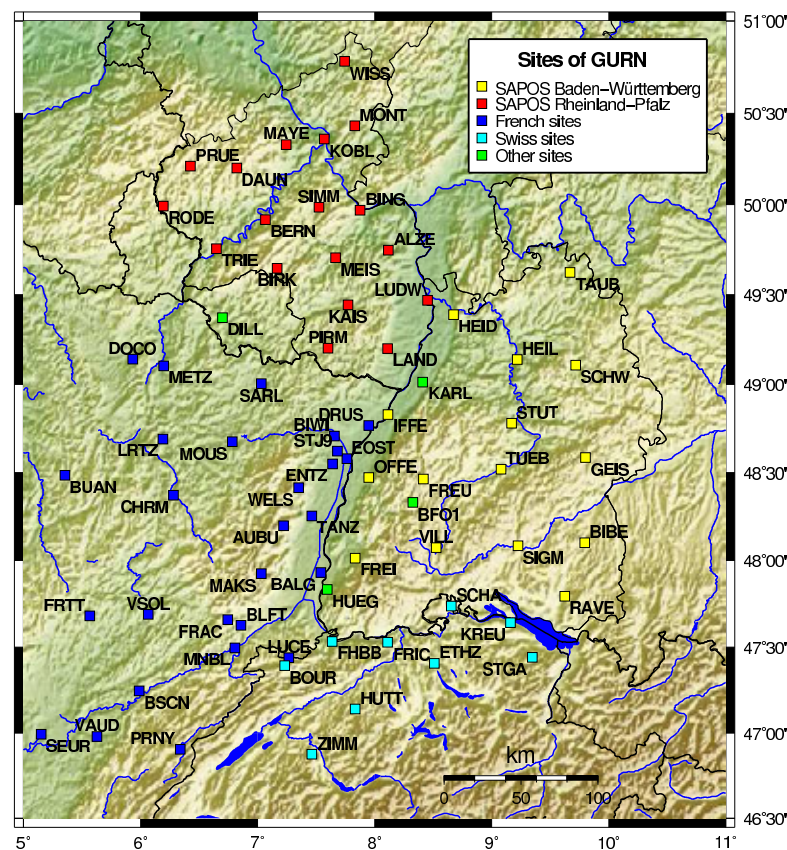 51°00'
Sites of GURN
SAPOS Baden–Württemberg
SAPOS Rheinland–Pfalz
French sites
Swiss sites
Other sites
WISS
50°30'
MONT
MAYE
KOBL
PRUE
DAUN
SIMM
BING
50°00'
RODE
BERN
ALZE
TRIE
MEIS
BIRK
TAUB
LUDW
49°30'
KAIS
HEID
DILL
PIRM
DOCO
LAND
HEIL
METZ
SCHW
SARL
KARL
49°00'
DRUS
STUT
BIWI
IFFE
STJ9
EOST
LRTZ
MOUS
OFFE
TUEB
GEIS
ENTZ
48°30'
BUAN
FREU
WELS
CHRM
BFO1
TANZ
AUBU
VILL
BIBE
SIGM
48°00'
FREI
MAKS
BALG
SCHA
FRTT
VSOL
HUEG
RAVE
BLFT
FRAC
KREU
47°30'
LUCE
ETHZ
MNBL
FHBB
FRIC
STGA
BOUR
BSCN
HUTT
VAUD
47°00'
SEUR
PRNY
ZIMM
km
0 50 100
46°30'
5° 6° 7° 8° 9° 10° 11°